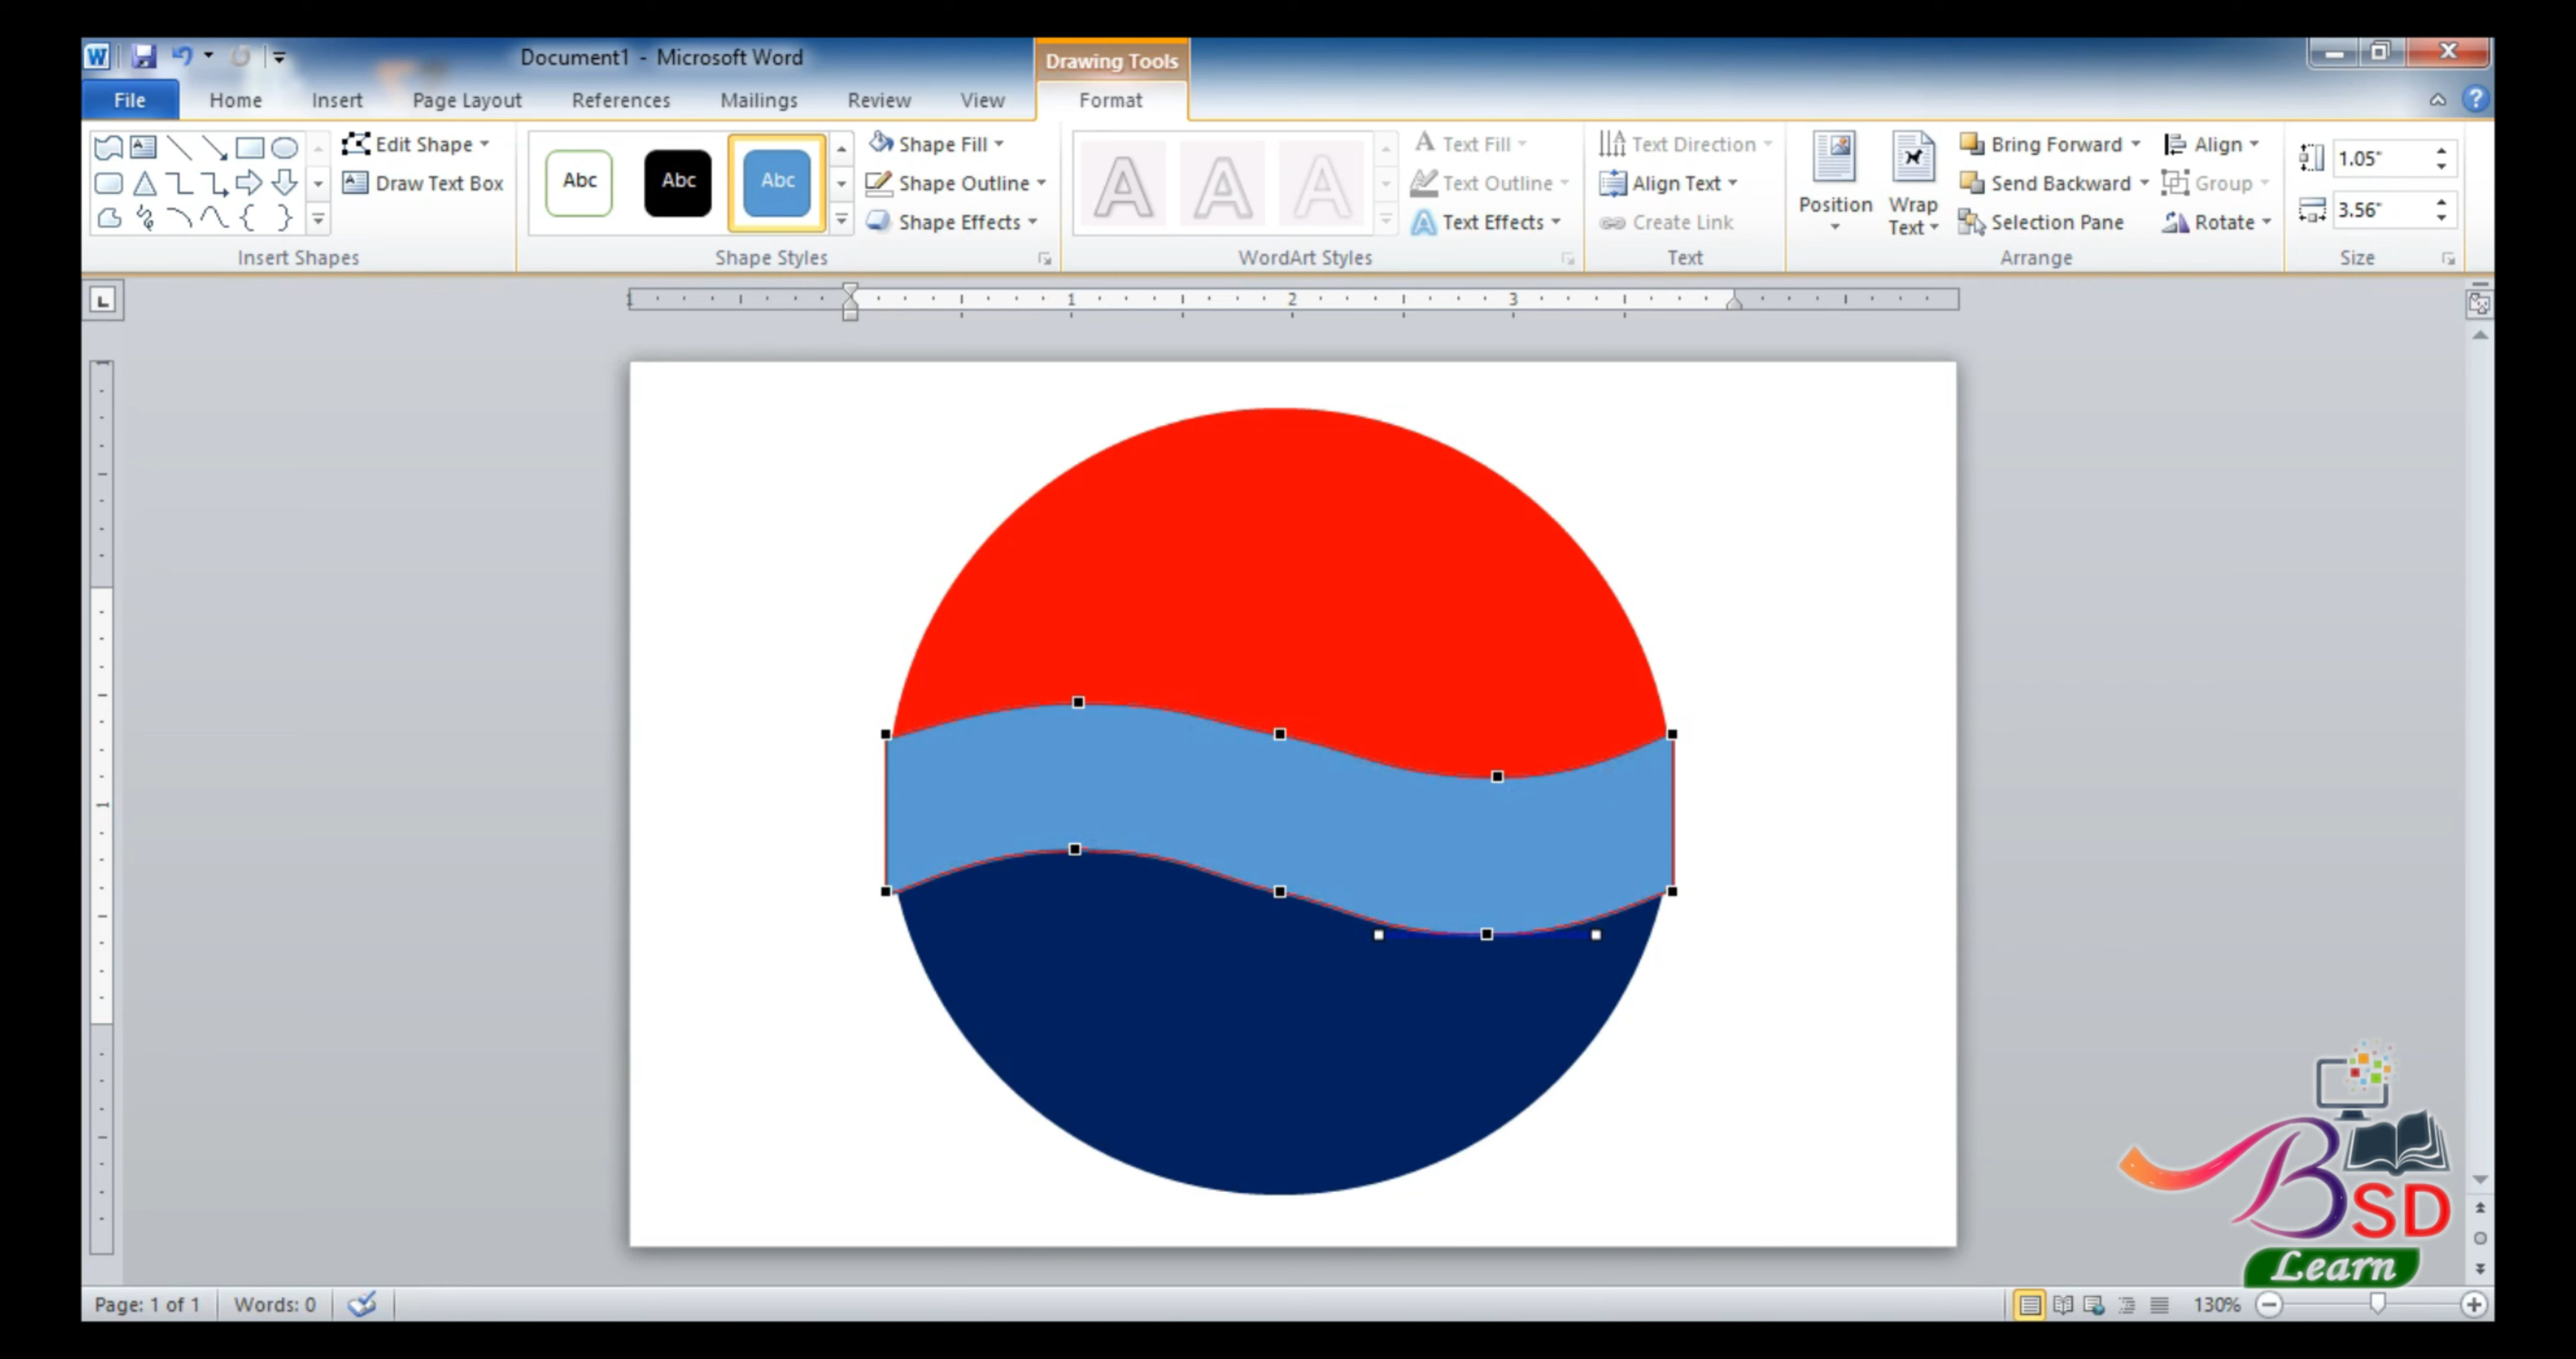 W
Document1 - Microsoft Word
Drawing Tools
File Home Insert Page Layout References Mailings Review View Format
Edit Shape
Draw Text Box
Insert Shapes
Abc Abc Abc
Shape Fill
Shape Outline
Shape Effects
Shape Styles
A A A
Text Fill
Text Outline
Text Effects
WordArt Styles
Text Direction
Align Text
Create Link
Text
Position
Wrap
Text
Bring Forward
Send Backward
Selection Pane
Align
Group
Rotate
Arrange
1.05"
3.56"
Size
1 1 2 3
1
BSD
Learn
Page: 1 of 1 Words: 0 130%